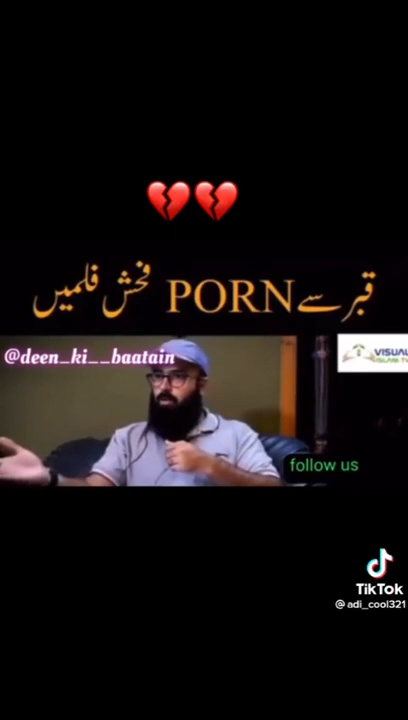 قبر سے PORN فحش فلمیں
@deen_ki__baatain
VISUAL
ISLAM TV
follow us
TikTok
@adi_cool321